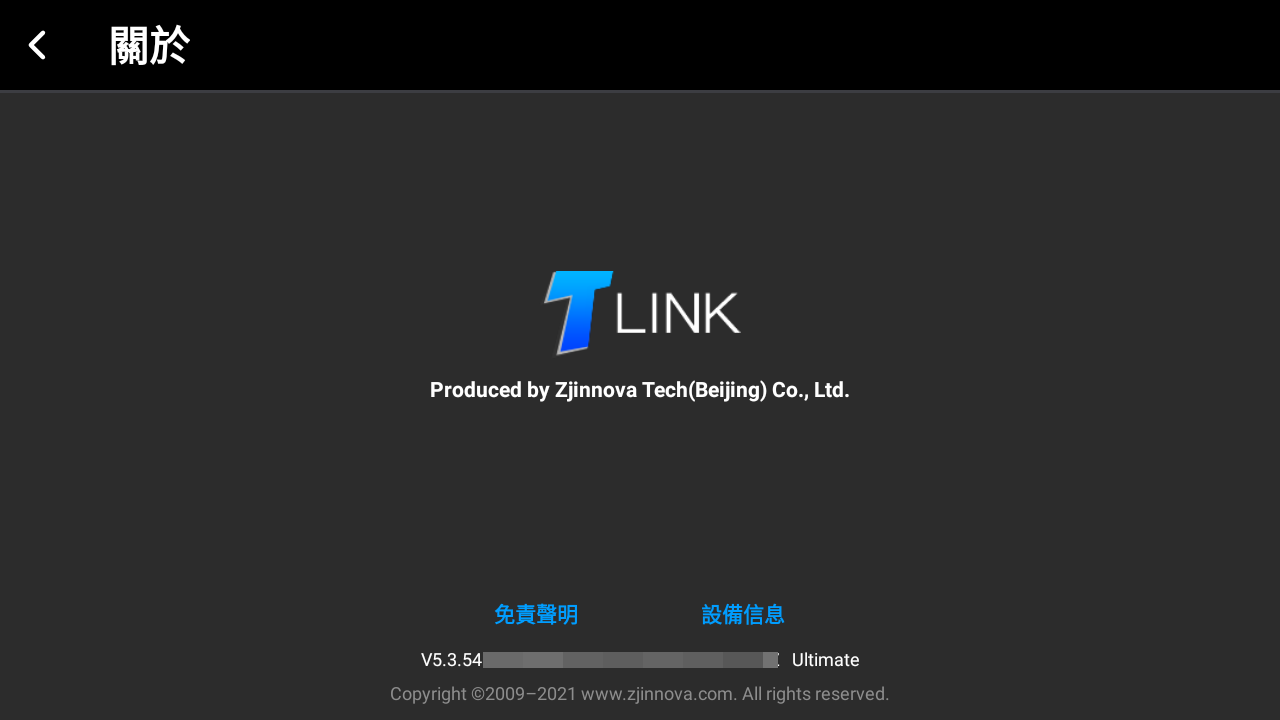 關於
T LINK
Produced by Zjinnova Tech(Beijing) Co., Ltd.
免責聲明 設備信息
V5.3.54 Ultimate
Copyright ©2009–2021 www.zjinnova.com. All rights reserved.